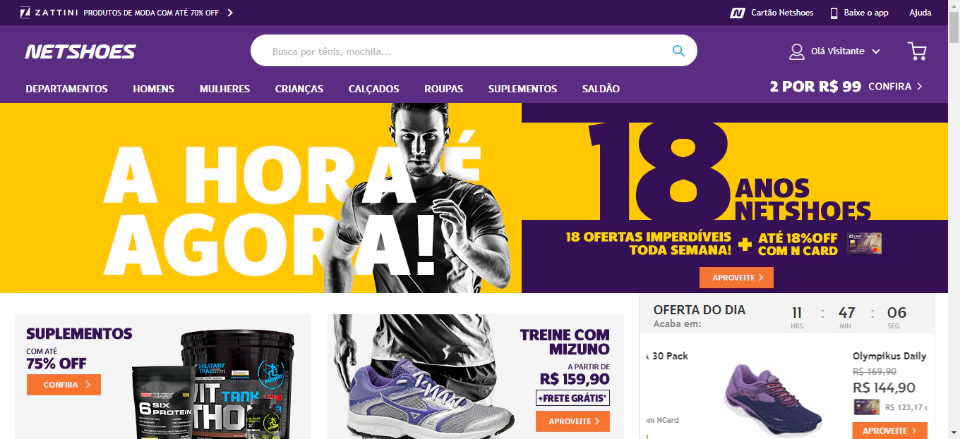 ZATTINI PRODUTOS DE MODA COM ATÉ 70% OFF
Cartão Netshoes
Baixe o app
Ajuda
NETSHOES
Busca por tênis, mochila...
Olá Visitante
DEPARTAMENTOS HOMENS MULHERES CRIANÇAS CALÇADOS ROUPAS SUPLEMENTOS SALDÃO
2 POR R$ 99 CONFIRA
A HORA É
AGORA!
18 ANOS
NETSHOES
18 OFERTAS IMPERDÍVEIS
TODA SEMANA!
+
ATÉ 18%OFF
COM N CARD
APROVEITE
SUPLEMENTOS
COM ATÉ
75% OFF
CONFIRA
MILITARY
TRAIL
6 SIX
PROTEIN
TANK
TREINE COM
MIZUNO
A PARTIR DE
R$ 159,90
+FRETE GRÁTIS*
APROVEITE
OFERTA DO DIA
Acaba em:
11 : 47 : 06
HRS MIN SEG
30 Pack
om NCard
Olympikus Daily
R$ 169,90
R$ 144,90
R$ 123,17
APROVEITE